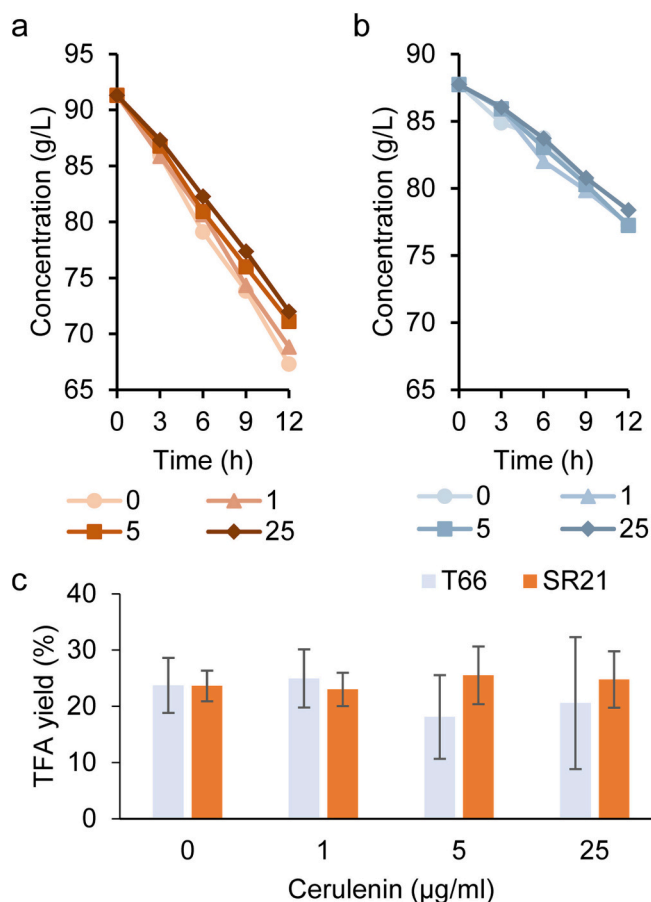 a
b
95
90
85
80
75
70
65
Concentration (g/L)
0 3 6 9 12
Time (h)
0 1
5 25
90
85
80
75
70
65
Concentration (g/L)
0 3 6 9 12
Time (h)
0 1
5 25
c
T66 SR21
40
30
20
10
0
TFA yield (%)
0 1 5 25
Cerulenin (µg/ml)